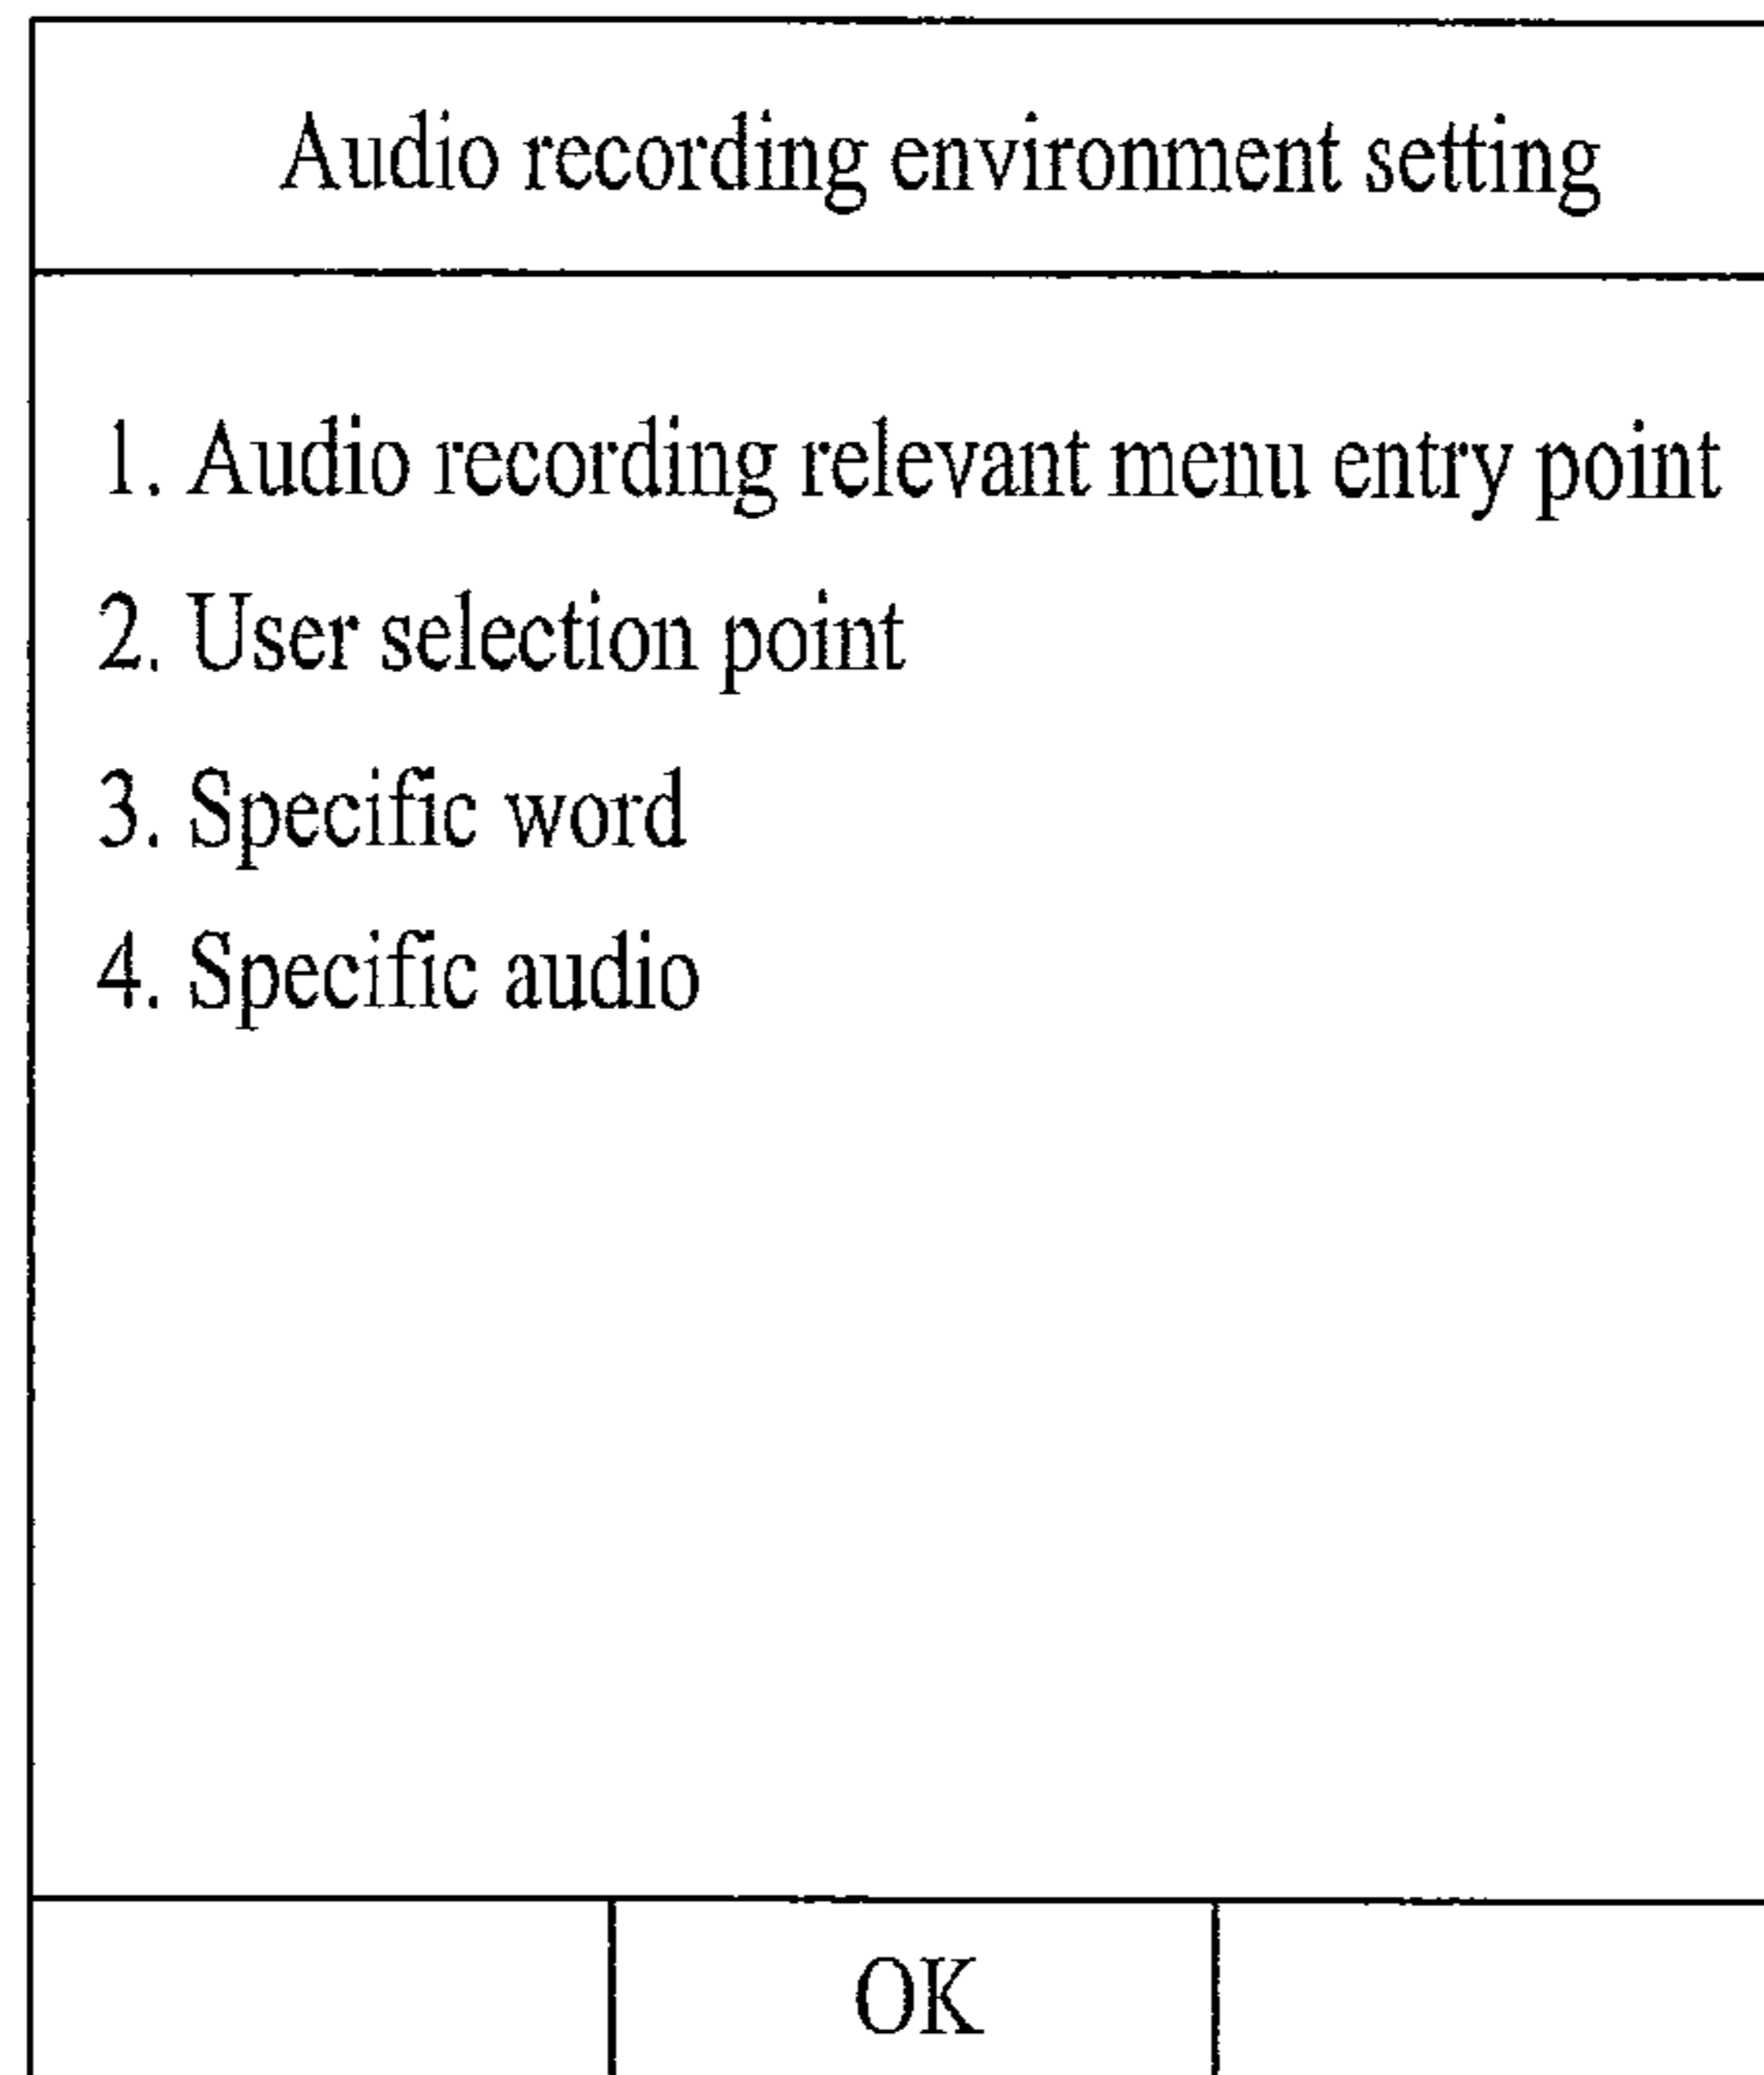 Audio recording environment setting
1. Audio recording relevant menu entry point
2. User selection point
3. Specific word
4. Specific audio
OK